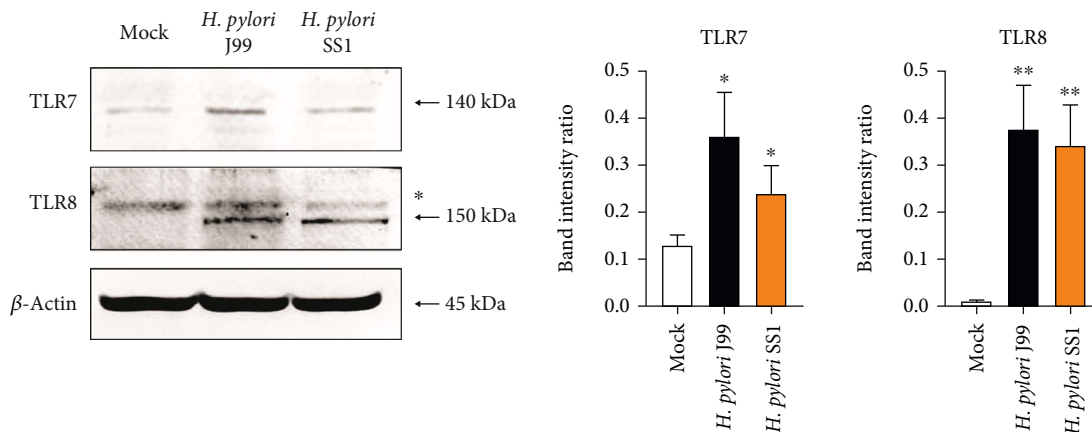 Mock
H. pylori
J99
H. pylori
SS1
TLR7
← 140 kDa
TLR8
*
← 150 kDa
β-Actin
← 45 kDa
TLR7
Band intensity ratio
0.5
0.4
0.3
0.2
0.1
0.0
*
*
Mock
H. pylori J99
H. pylori SS1
TLR8
Band intensity ratio
0.5
0.4
0.3
0.2
0.1
0.0
**
**
Mock
H. pylori J99
H. pylori SS1